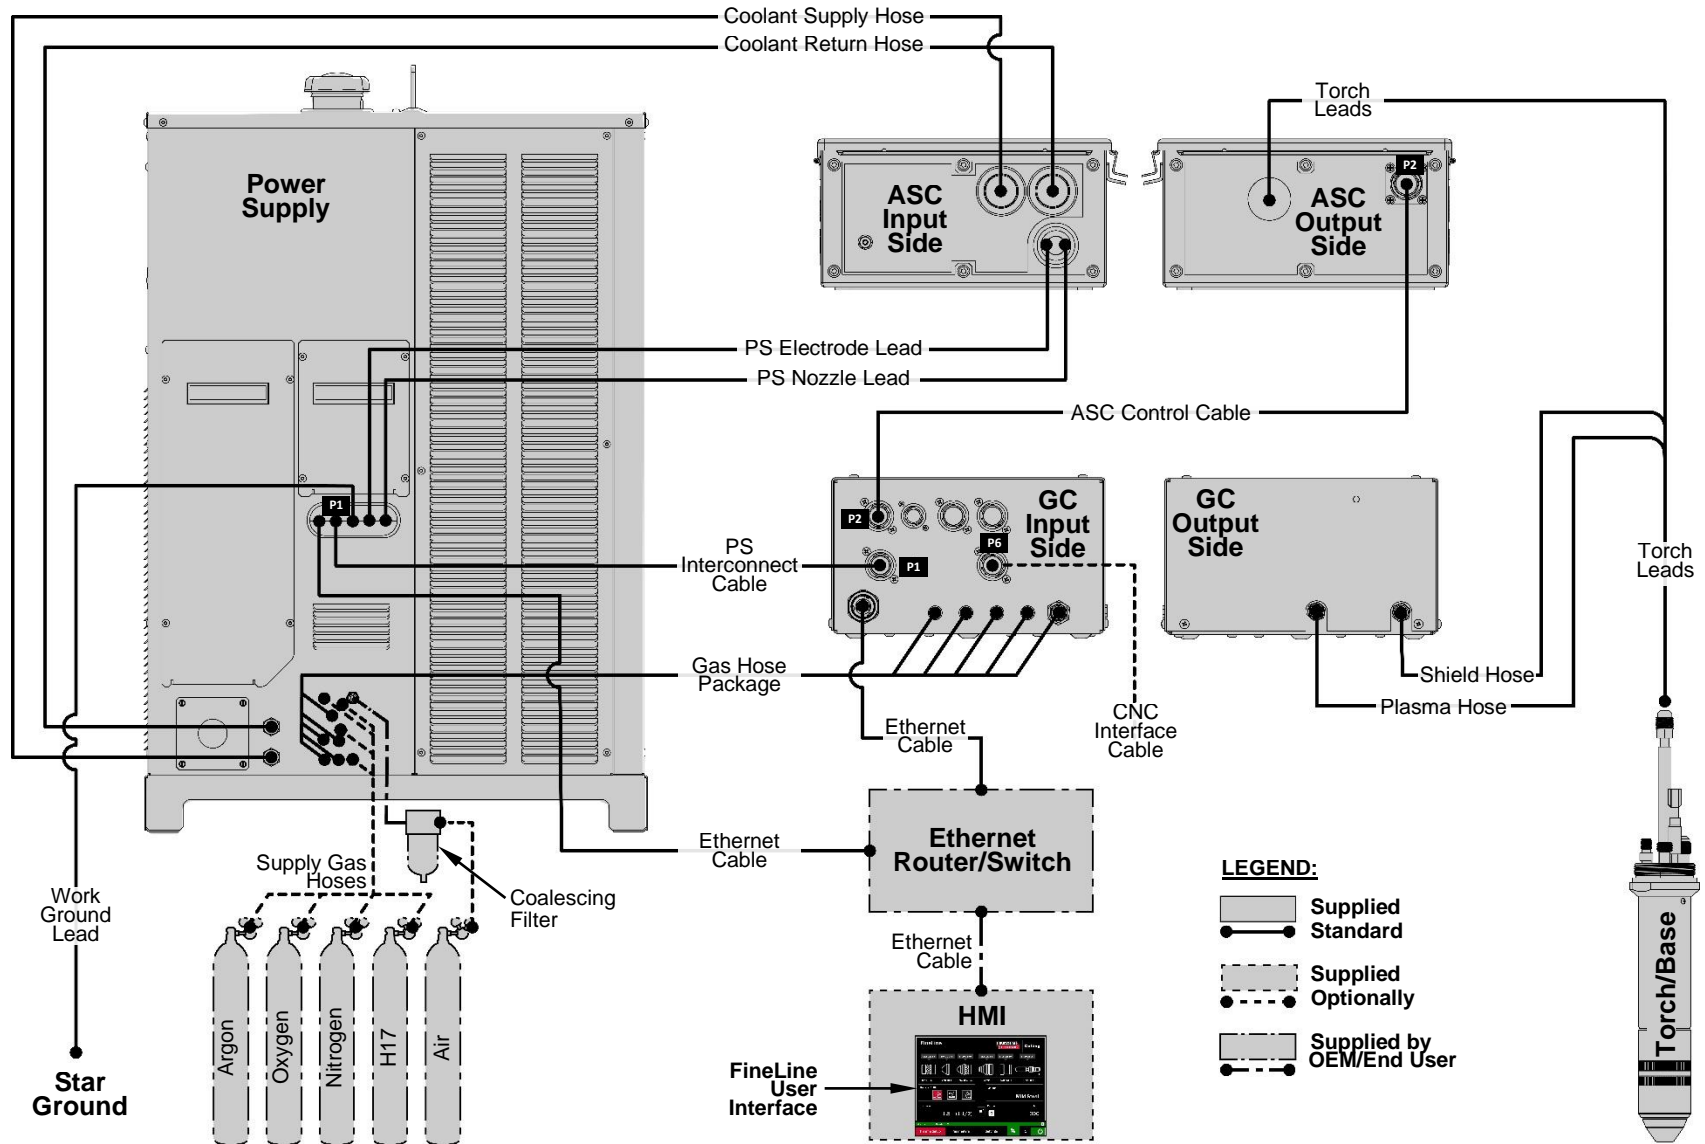 Coolant Supply Hose
Coolant Return Hose
Torch
Leads
Power
Supply
ASC
Input
Side
P2
ASC
Output
Side
PS Electrode Lead
PS Nozzle Lead
ASC Control Cable
P1
P2
GC
Input
Side
P6
P1
GC
Output
Side
PS
Interconnect
Cable
Torch
Leads
Gas Hose
Package
Shield Hose
Plasma Hose
CNC
Interface
Cable
Ethernet
Cable
Ethernet
Cable
Ethernet
Router/Switch
Supply Gas
Hoses
Coalescing
Filter
Work
Ground
Lead
Ethernet
Cable
LEGEND:
Supplied
Standard
Supplied
Optionally
Supplied by
OEM/End User
HMI
FineLine
FineLine
User
Interface
Argon
Oxygen
Nitrogen
H17
Air
Star
Ground
Torch/Base